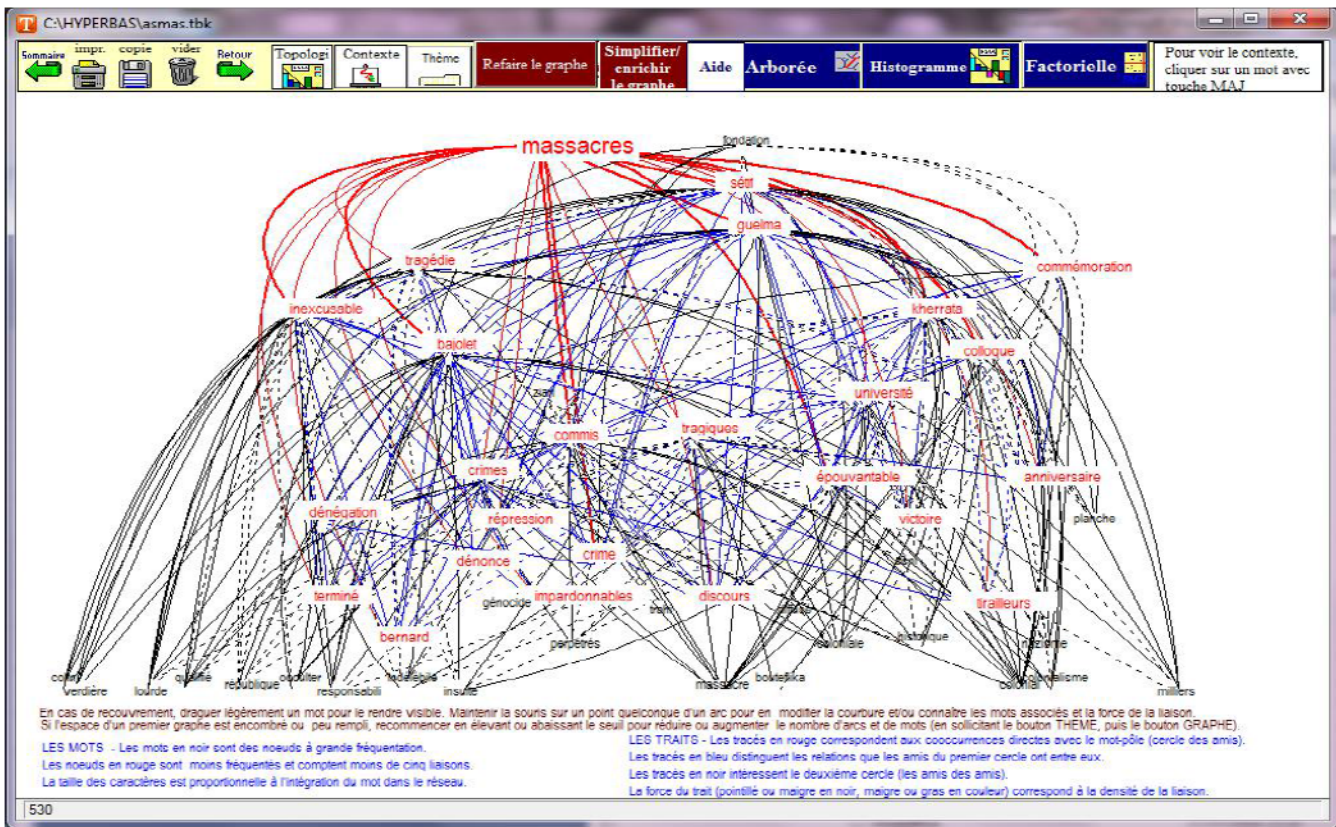 C:\HYPERBAS\asmas.tbk
Sommaire
impr.
copie
vider
Retour
Topologi
Contexte
Thème
Refaire le graphe
Simplifier/
enrichir
le graphe
Aide
Arborée
Histogramme
Factorielle
Pour voir le contexte,
cliquer sur un mot avec
touche MAJ
massacres
fondation
sétif
guelma
tragédie
commémoration
inexcusable
kherrata
bajolet
colloque
université
commis
tragiques
crimes
épouvantable
anniversaire
dénégation
répression
victoire
planche
crime
dénonce
terminé
génocide
impardonnables
discours
tirailleurs
bernard
perpétrés
coloniale
historique
qualifié
occulter
indélébile
verdière
lourde
république
responsabili
insulte
massacre
bouteflika
colonial
milliers
En cas de recouvrement, draguer légèrement un mot pour le rendre visible. Maintenir la souris sur un point quelconque d'un arc pour en modifier la courbure et/ou connaître les mots associés et la force de la liaison.
Si l'espace d'un premier graphe est encombré ou peu rempli, recommencer en élevant ou abaissant le seuil pour réduire ou augmenter le nombre d'arcs et de mots (en sollicitant le bouton THEME, puis le bouton GRAPHE).
LES MOTS - Les mots en noir sont des noeuds à grande fréquentation.
Les noeuds en rouge sont moins fréquentés et comptent moins de cinq liaisons.
La taille des caractères est proportionnelle à l'intégration du mot dans le réseau.
LES TRAITS - Les tracés en rouge correspondent aux cooccurrences directes avec le mot-pôle (cercle des amis).
Les tracés en bleu distinguent les relations que les amis du premier cercle ont entre eux.
Les tracés en noir intéressent le deuxième cercle (les amis des amis).
La force du trait (pointillé ou maigre en noir, maigre ou gras en couleur) correspond à la densité de la liaison.
530